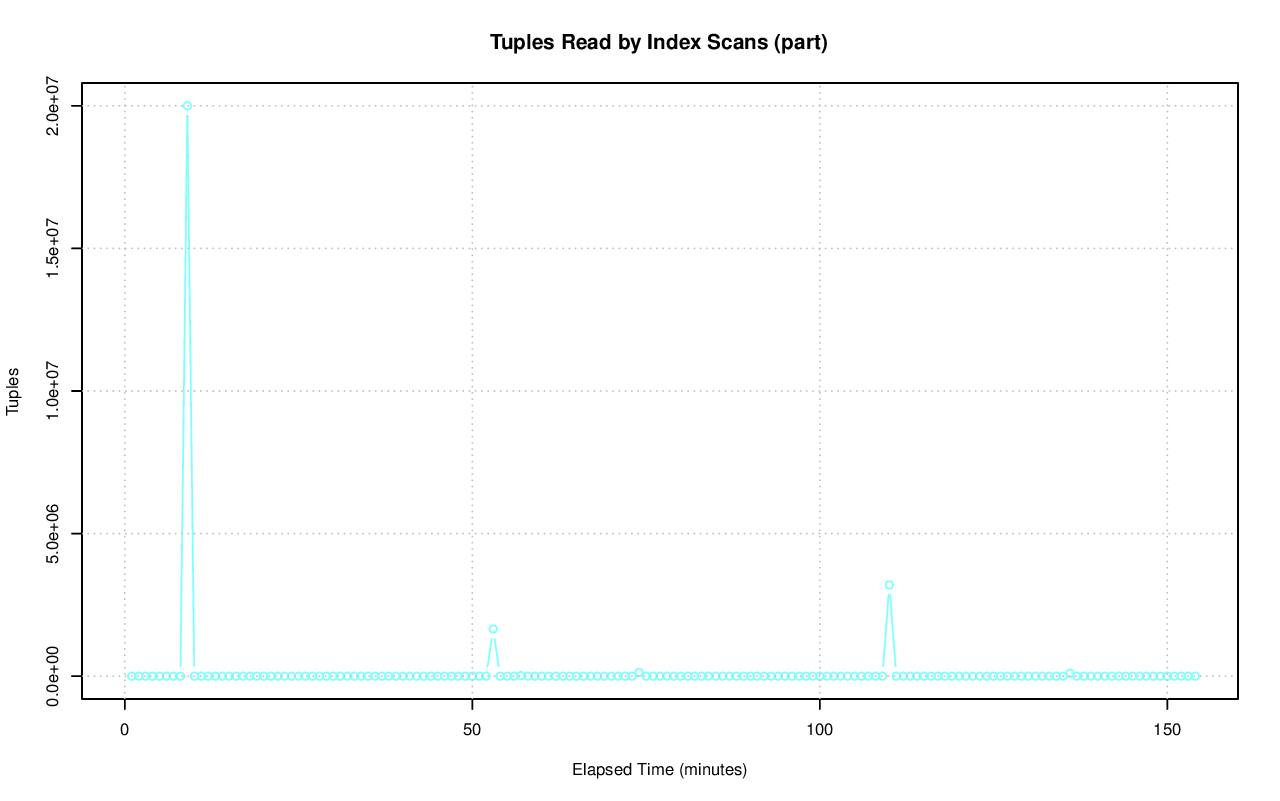 Tuples Read by Index Scans (part)
2.0e+07
1.5e+07
1.0e+07
5.0e+06
0.0e+00
Tuples
0 50 100 150
Elapsed Time (minutes)